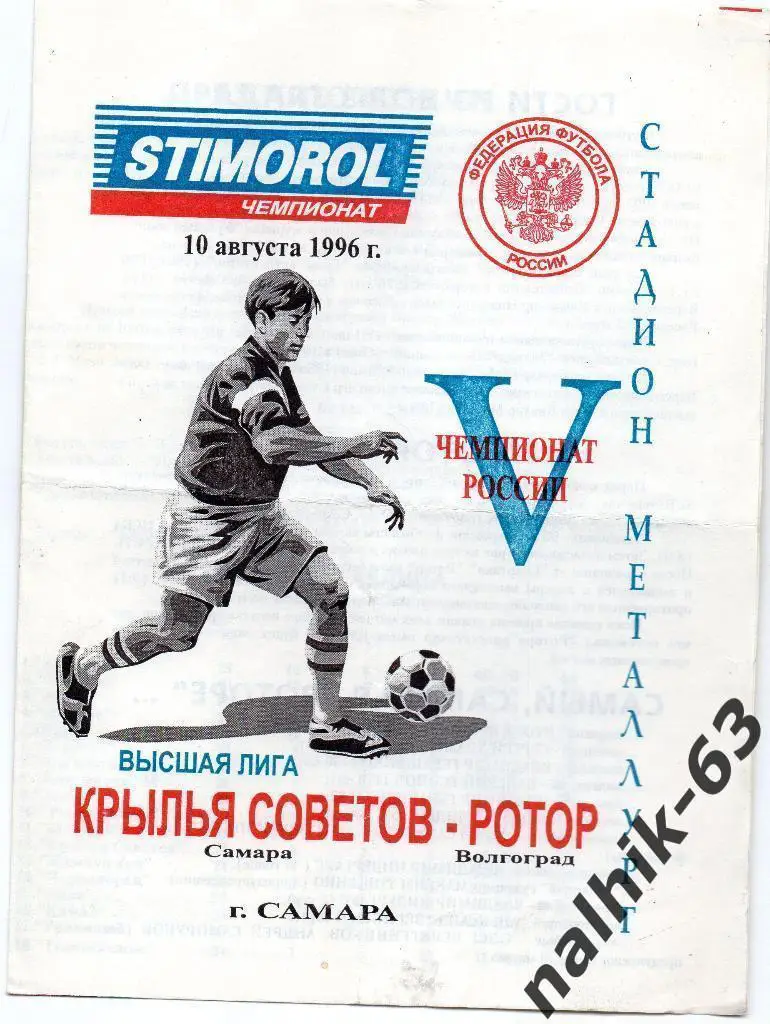 STIMOROL
ЧЕМПИОНАТ
10 августа 1996 г.
ФЕДЕРАЦИЯ ФУТБОЛА
РОССИИ
СТАДИОН МЕТАЛЛУРГ
V
ЧЕМПИОНАТ
РОССИИ
ВЫСШАЯ ЛИГА
КРЫЛЬЯ СОВЕТОВ - РОТОР
Самара Волгоград
г. САМАРА
nalhik-63